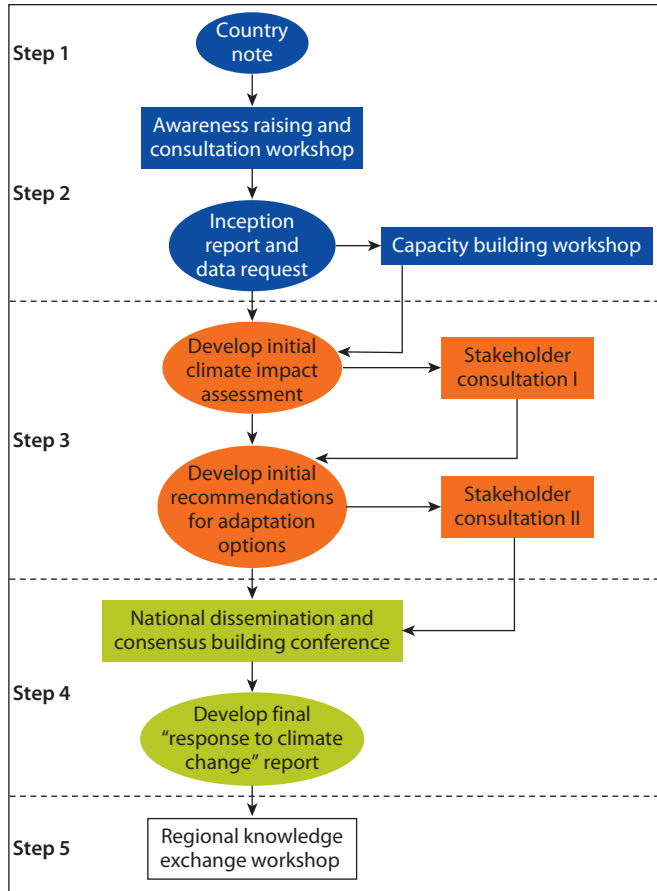 Step 1
Country
note
Awareness raising and
consultation workshop
Step 2
Inception
report and
data request
Capacity building workshop
Develop initial
climate impact
assessment
Stakeholder
consultation I
Step 3
Develop initial
recommendations
for adaptation
options
Stakeholder
consultation II
National dissemination and
consensus building conference
Step 4
Develop final
“response to climate
change” report
Step 5
Regional knowledge
exchange workshop